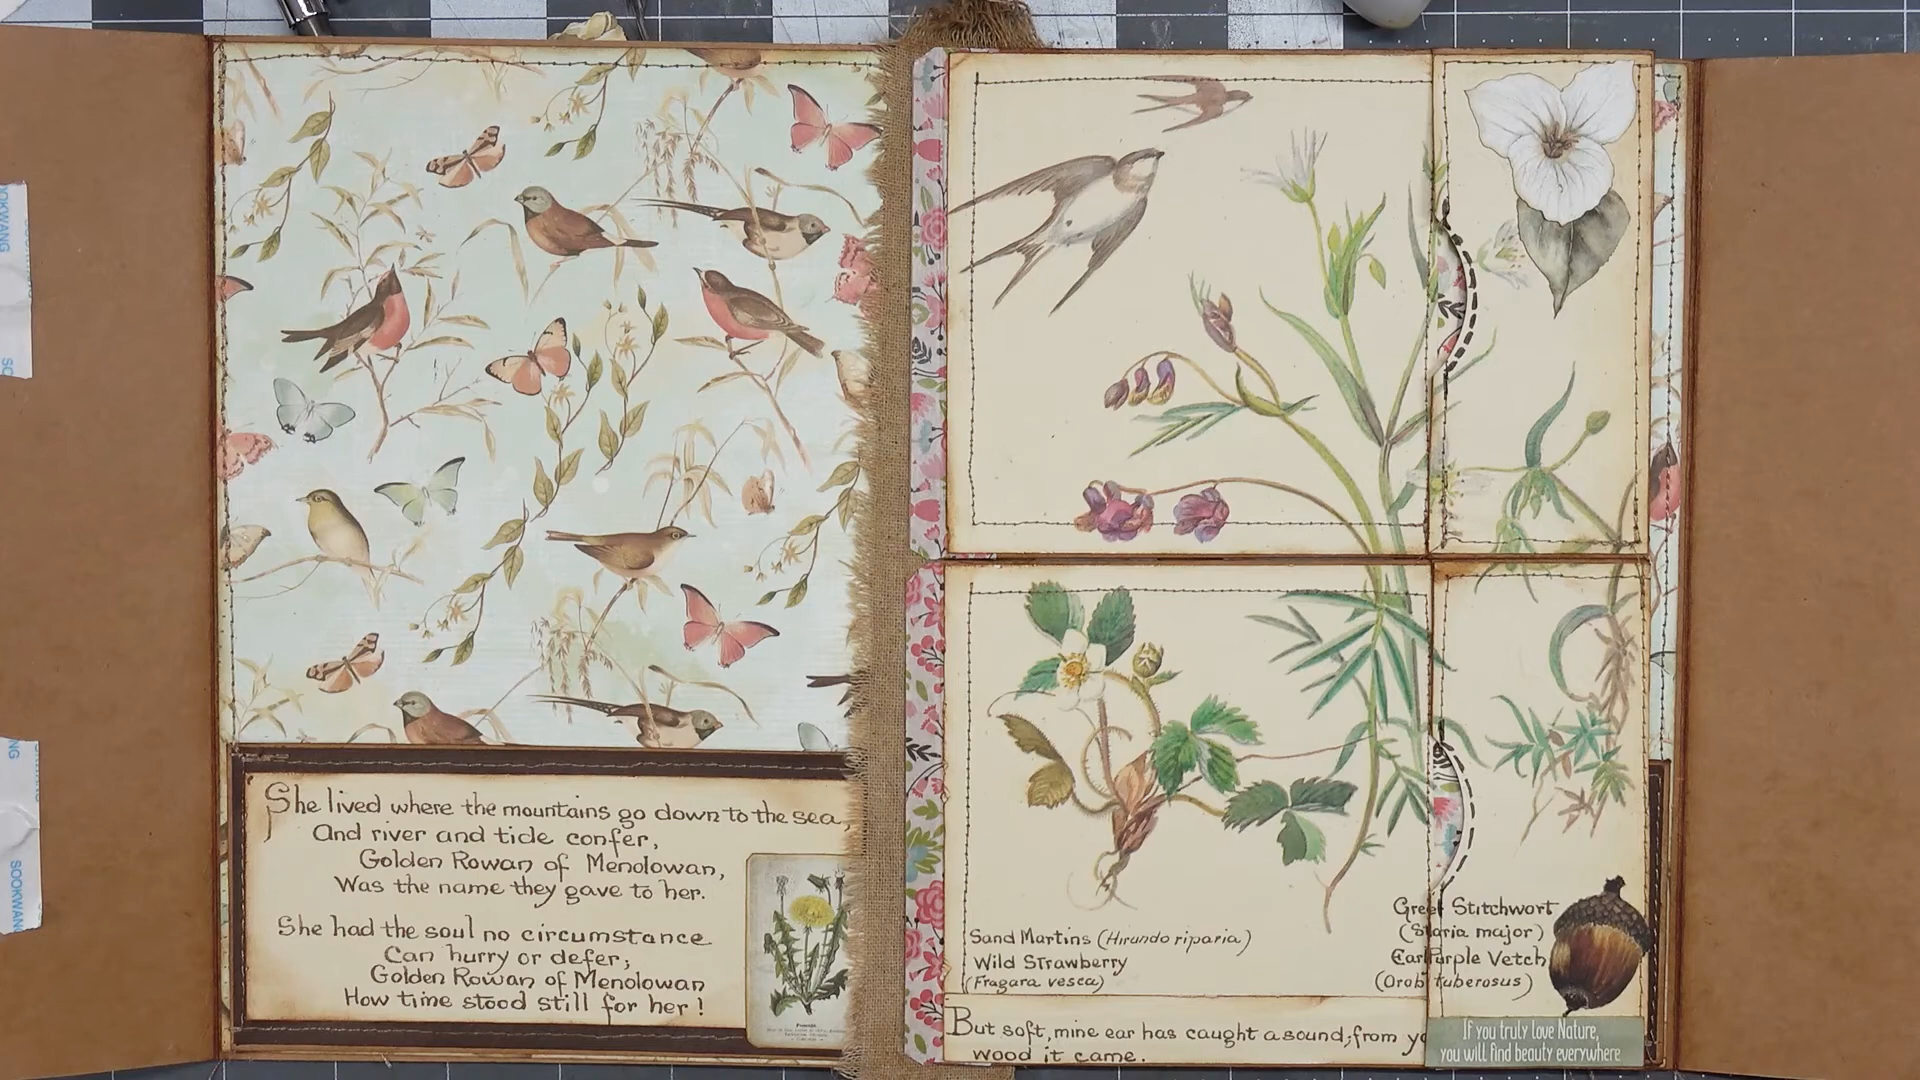 She lived where the mountains go down to the sea,
And river and tide confer,
Golden Rowan of Menolowan,
Was the name they gave to her.
She had the soul no circumstance
Can hurry or defer;
Golden Rowan of Menolowan
How time stood still for her!
Sand Martins (Hirundo riparia)
Wild Strawberry
(Fragara vesca)
Stitchwort
major)
Vetch
tuberosus)
But soft, mine ear has caught a sound; from
wood it came.
If you truly love Nature,
you will find beauty everywhere
SOOKWANG